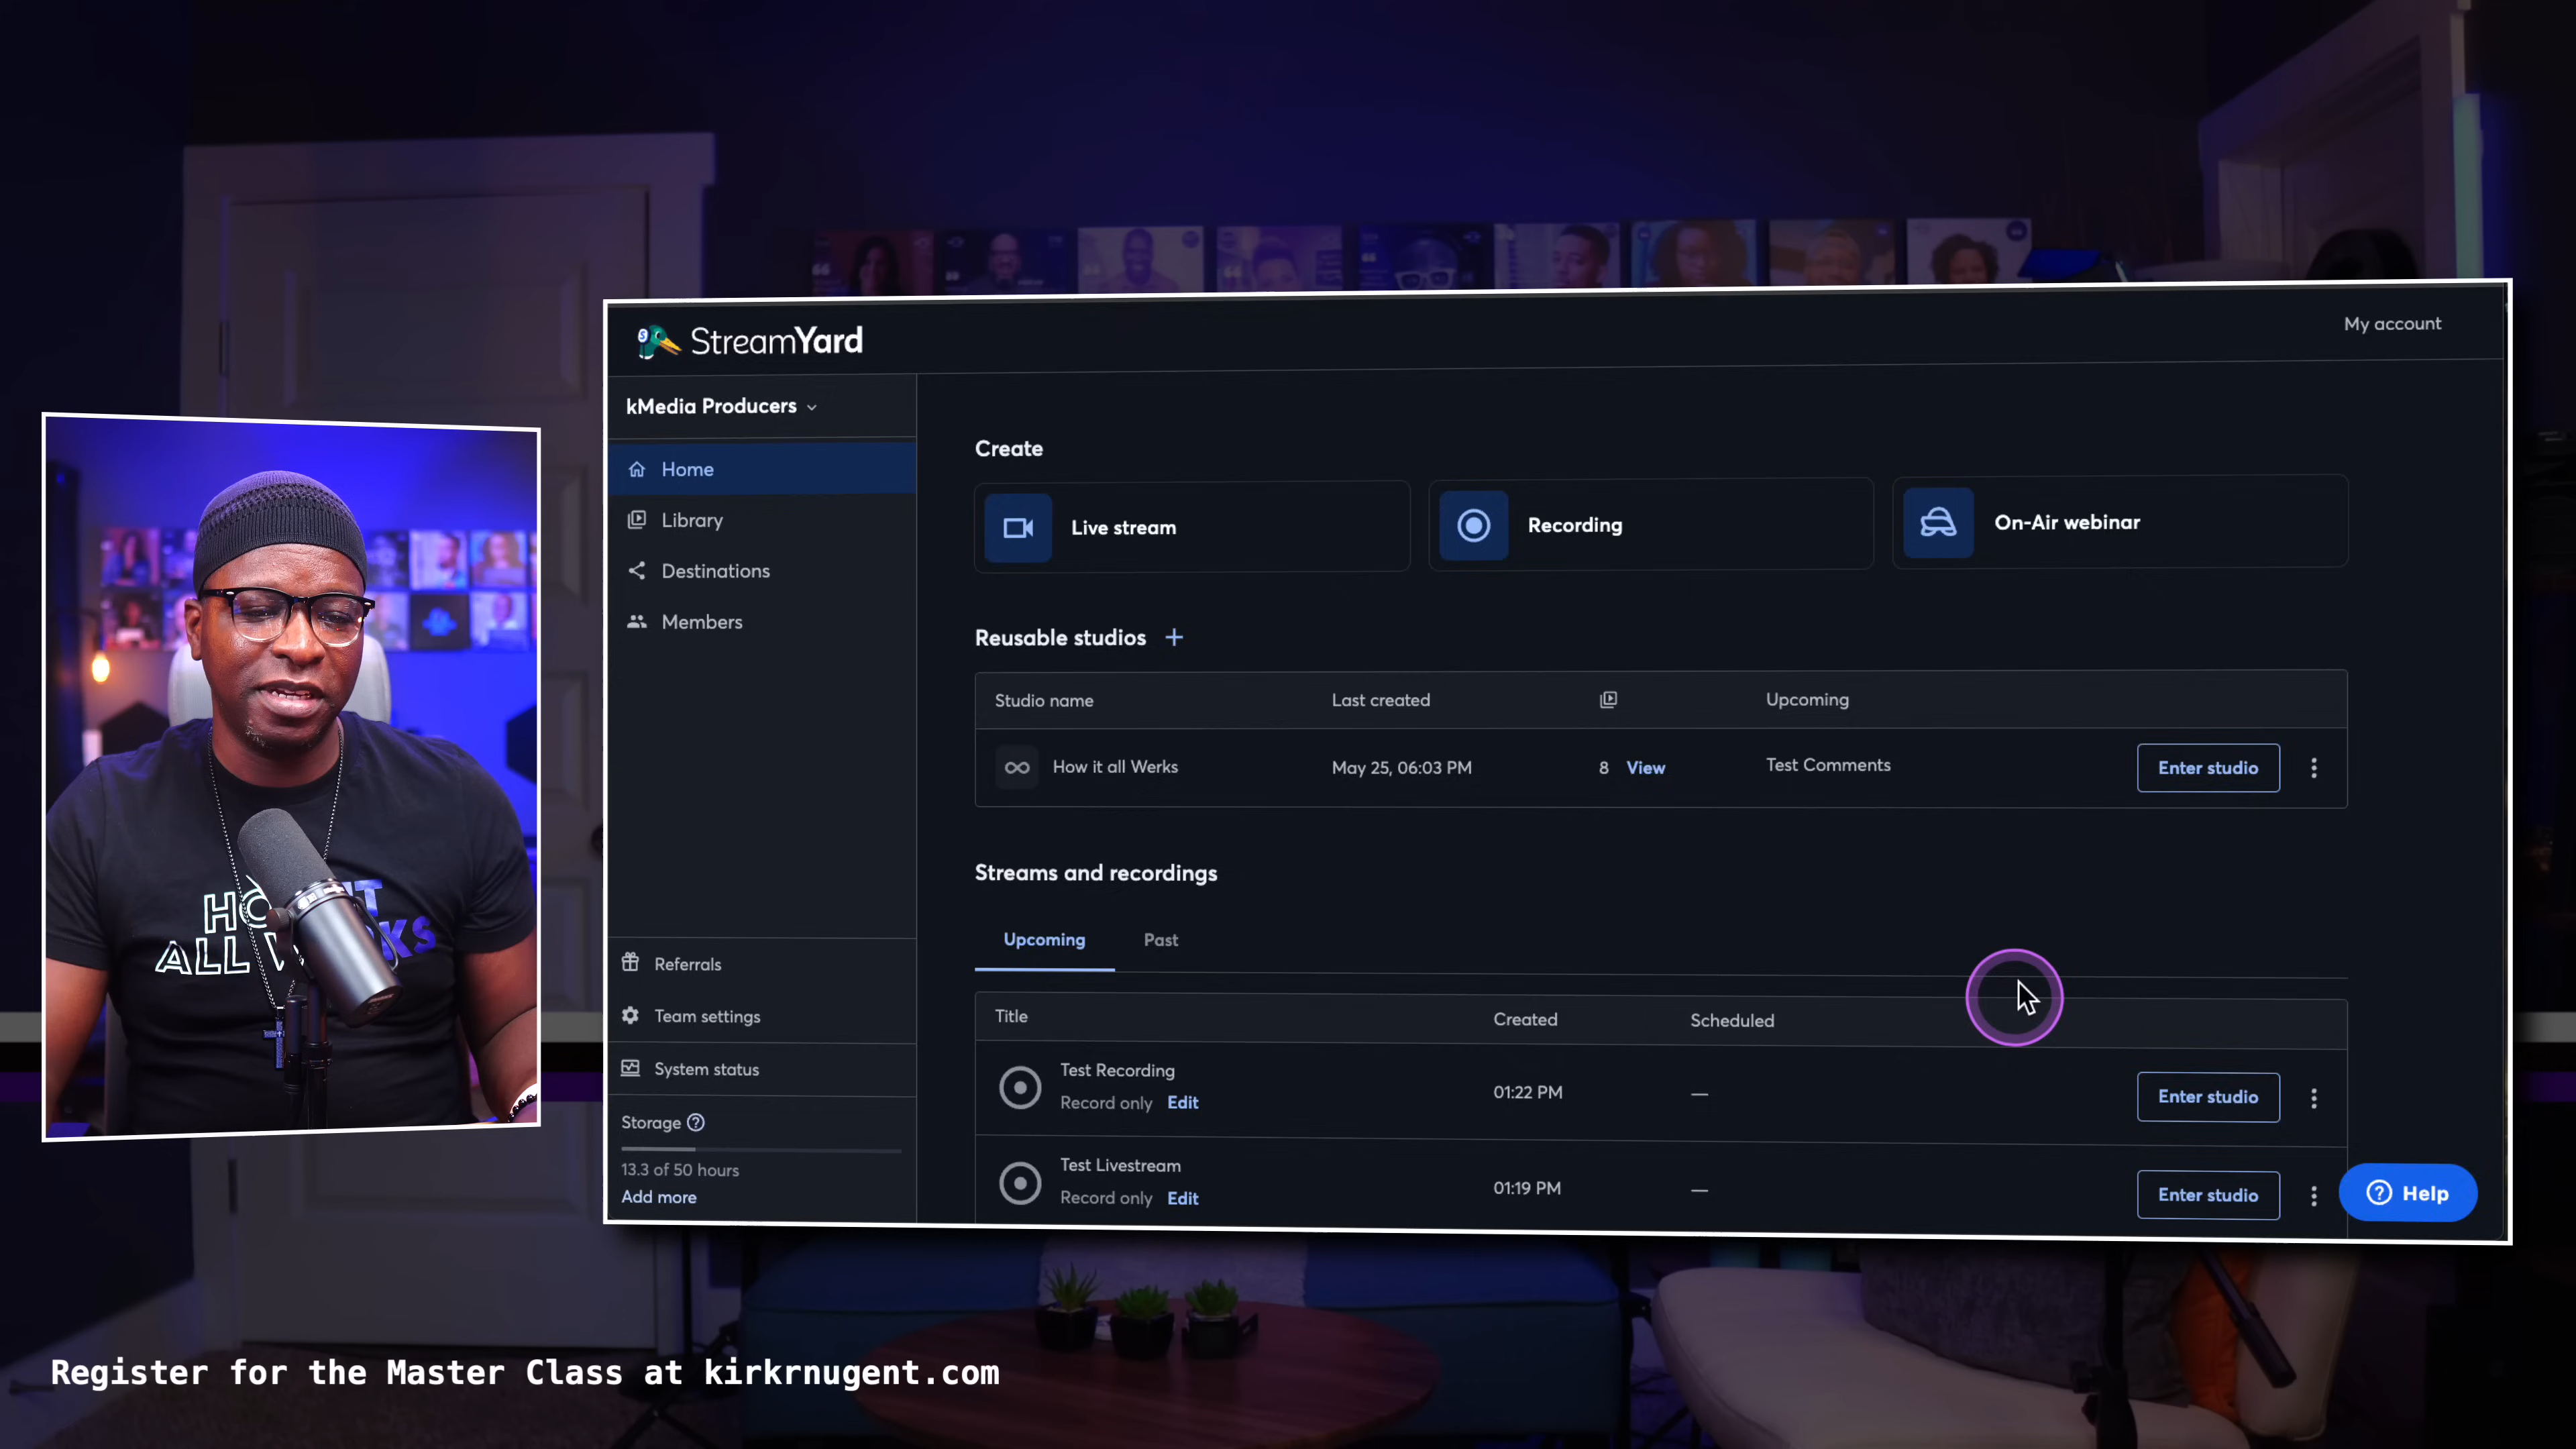 StreamYard
My account
kMedia Producers
Home
Library
Destinations
Members
Referrals
Team settings
System status
Storage
13.3 of 50 hours
Add more
Create
Live stream
Recording
On-Air webinar
Reusable studios +
Studio name Last created Upcoming
How it all Werks May 25, 06:03 PM 8 View Test Comments Enter studio
Streams and recordings
Upcoming Past
Title Created Scheduled
Test Recording
Record only Edit 01:22 PM — Enter studio
Test Livestream
Record only Edit 01:19 PM — Enter studio
Help
ALL
Register for the Master Class at kirkrnugent.com